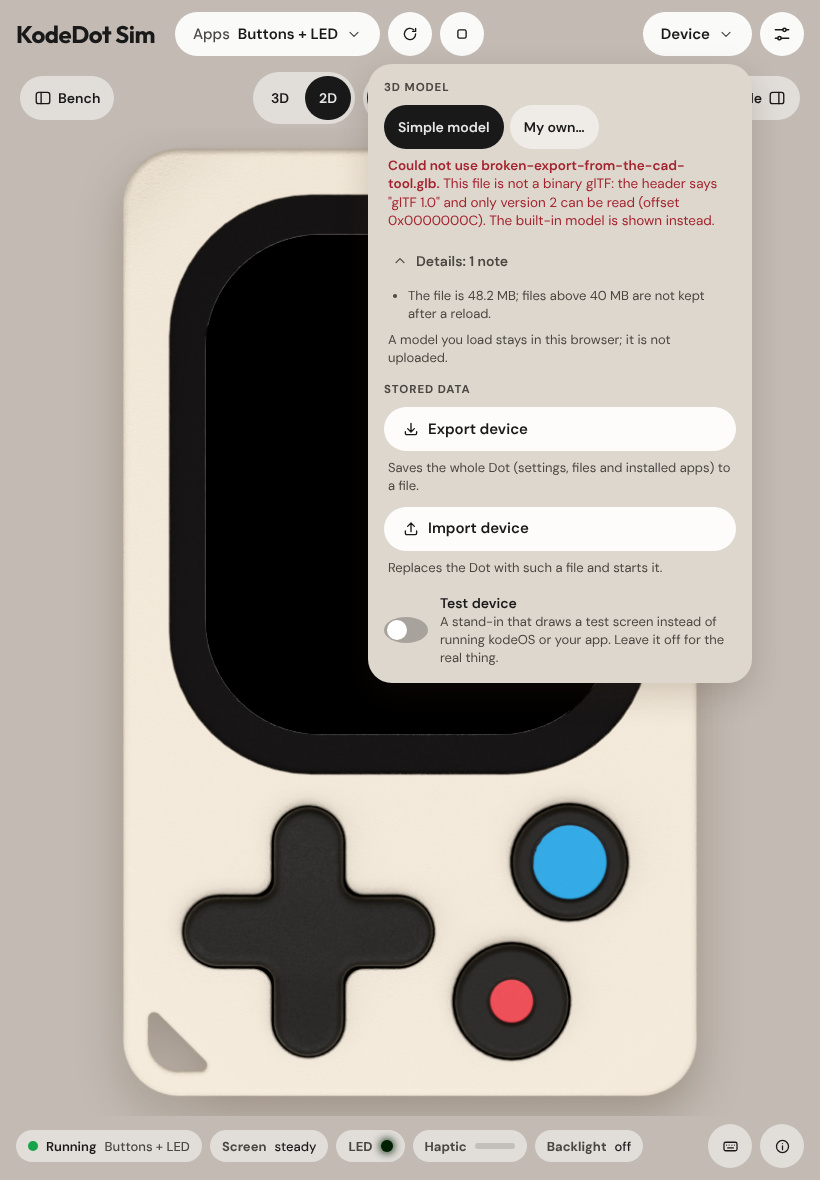 KodeDot Sim
Apps Buttons + LED
Device
Bench
3D 2D
le
3D MODEL
Simple model My own…
Could not use broken-export-from-the-cad-
tool.glb. This file is not a binary glTF: the header says
"glTF 1.0" and only version 2 can be read (offset
0x0000000C). The built-in model is shown instead.
Details: 1 note
• The file is 48.2 MB; files above 40 MB are not kept
after a reload.
A model you load stays in this browser; it is not
uploaded.
STORED DATA
Export device
Saves the whole Dot (settings, files and installed apps) to
a file.
Import device
Replaces the Dot with such a file and starts it.
Test device
A stand-in that draws a test screen instead of
running kodeOS or your app. Leave it off for the
real thing.
Running Buttons + LED Screen steady LED Haptic Backlight off